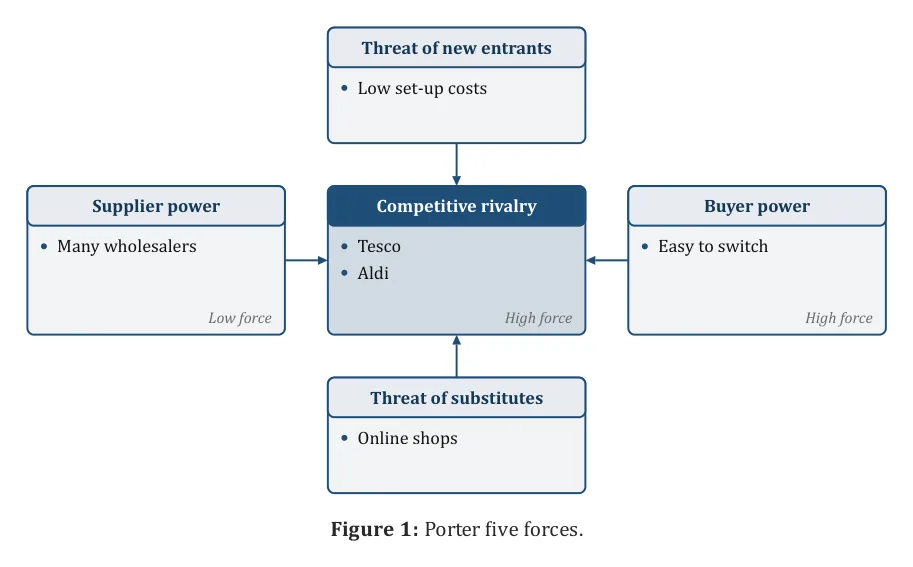 Threat of new entrants
• Low set-up costs
Supplier power
• Many wholesalers
Low force
Competitive rivalry
• Tesco
• Aldi
High force
Buyer power
• Easy to switch
High force
Threat of substitutes
• Online shops
Figure 1: Porter five forces.